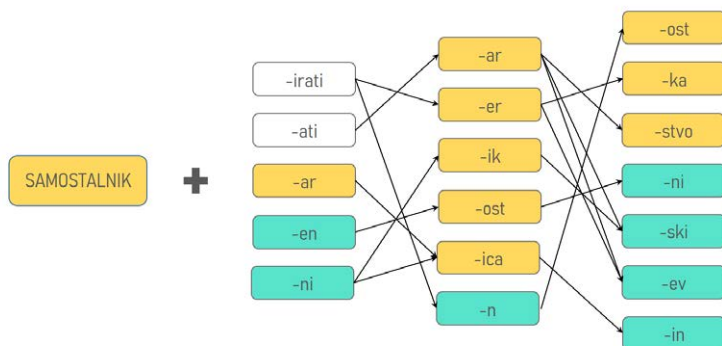 SAMOSTALNIK
+
-irati
-ati
-ar
-en
-ni
-ar
-er
-ik
-ost
-ica
-n
-ost
-ka
-stvo
-ni
-ski
-ev
-in